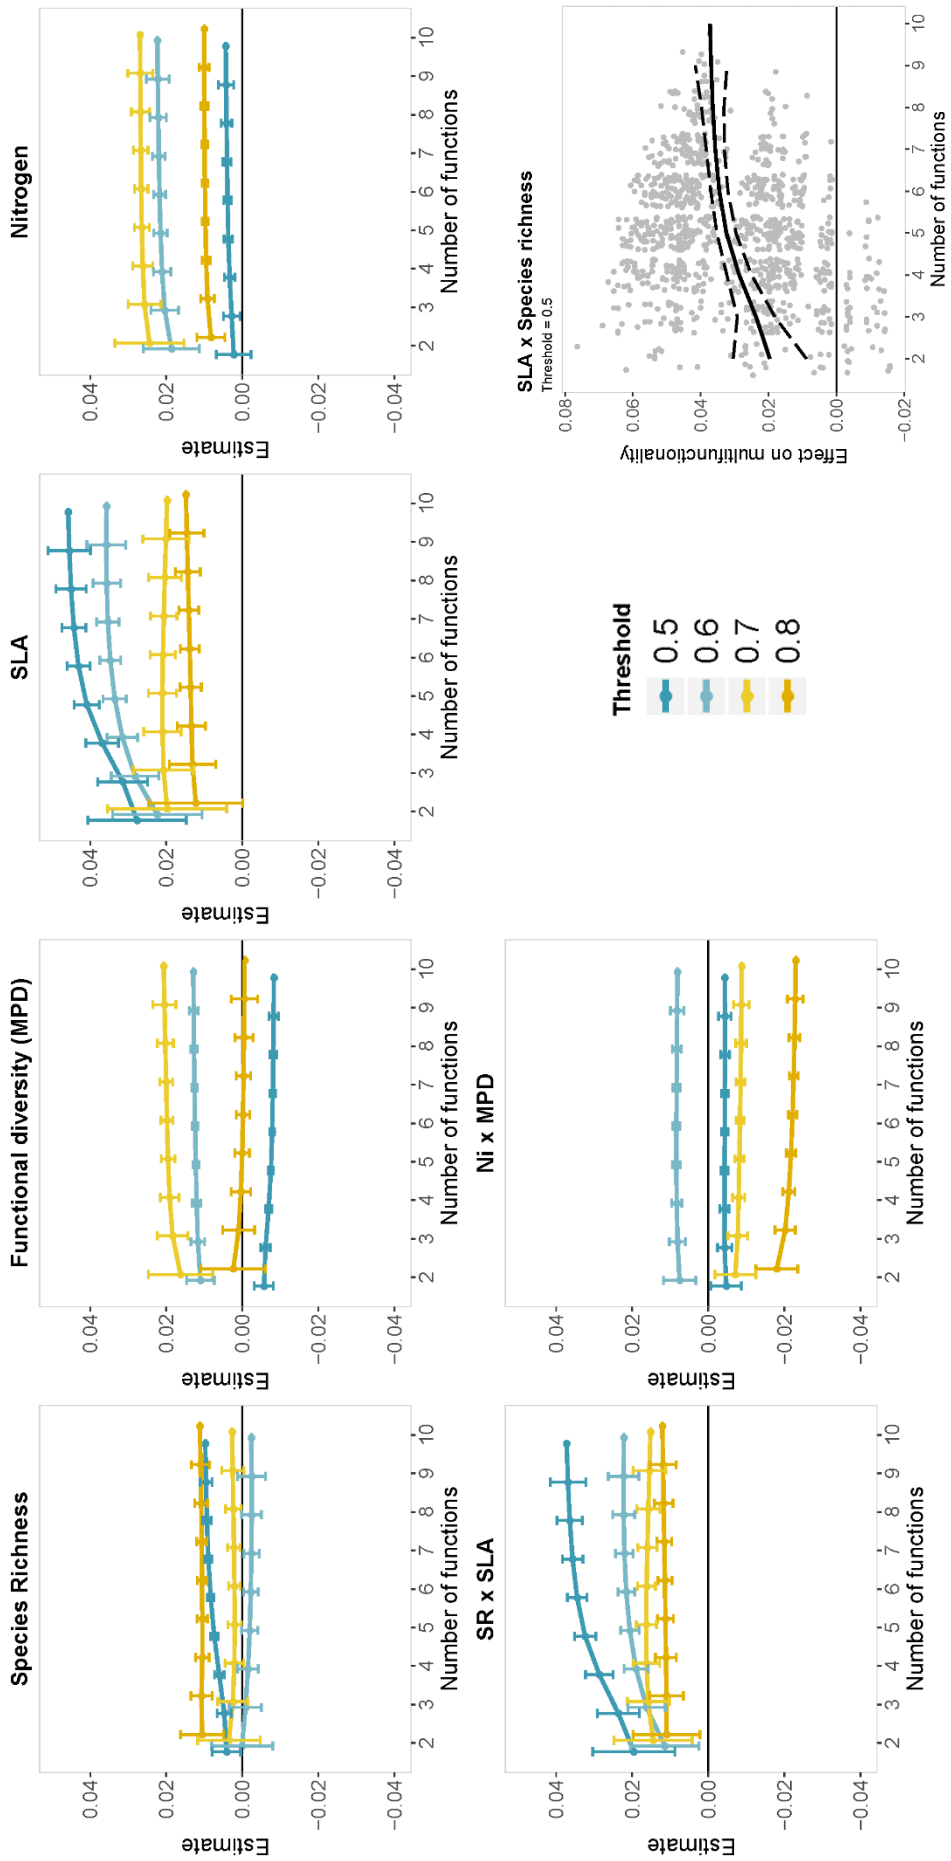 Species Richness
Estimate
0.04
0.02
0.00
−0.02
−0.04
2 3 4 5 6 7 8 9 10
Number of functions
Functional diversity (MPD)
Estimate
0.04
0.02
0.00
−0.02
−0.04
2 3 4 5 6 7 8 9 10
Number of functions
SLA
Estimate
0.04
0.02
0.00
−0.02
−0.04
2 3 4 5 6 7 8 9 10
Number of functions
Nitrogen
Estimate
0.04
0.02
0.00
−0.02
−0.04
2 3 4 5 6 7 8 9 10
Number of functions
SR x SLA
Estimate
0.04
0.02
0.00
−0.02
−0.04
2 3 4 5 6 7 8 9 10
Number of functions
Ni x MPD
Estimate
0.04
0.02
0.00
−0.02
−0.04
2 3 4 5 6 7 8 9 10
Number of functions
Threshold
0.5
0.6
0.7
0.8
SLA x Species richness
Threshold = 0.5
Effect on multifunctionality
0.08
0.06
0.04
0.02
0.00
−0.02
2 3 4 5 6 7 8 9 10
Number of functions